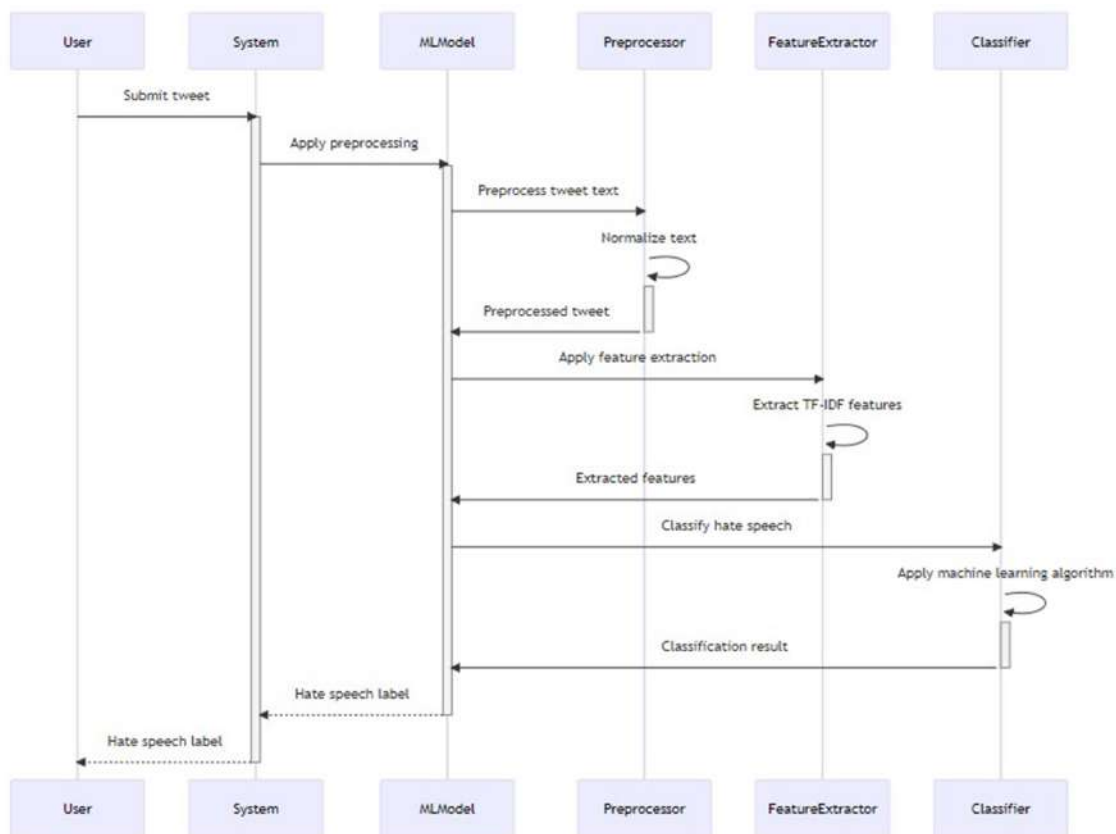 User System MLModel Preprocessor FeatureExtractor Classifier
Submit tweet
Apply preprocessing
Preprocess tweet text
Normalize text
Preprocessed tweet
Apply feature extraction
Extract TF-IDF features
Extracted features
Classify hate speech
Apply machine learning algorithm
Classification result
Hate speech label
Hate speech label
User System MLModel Preprocessor FeatureExtractor Classifier